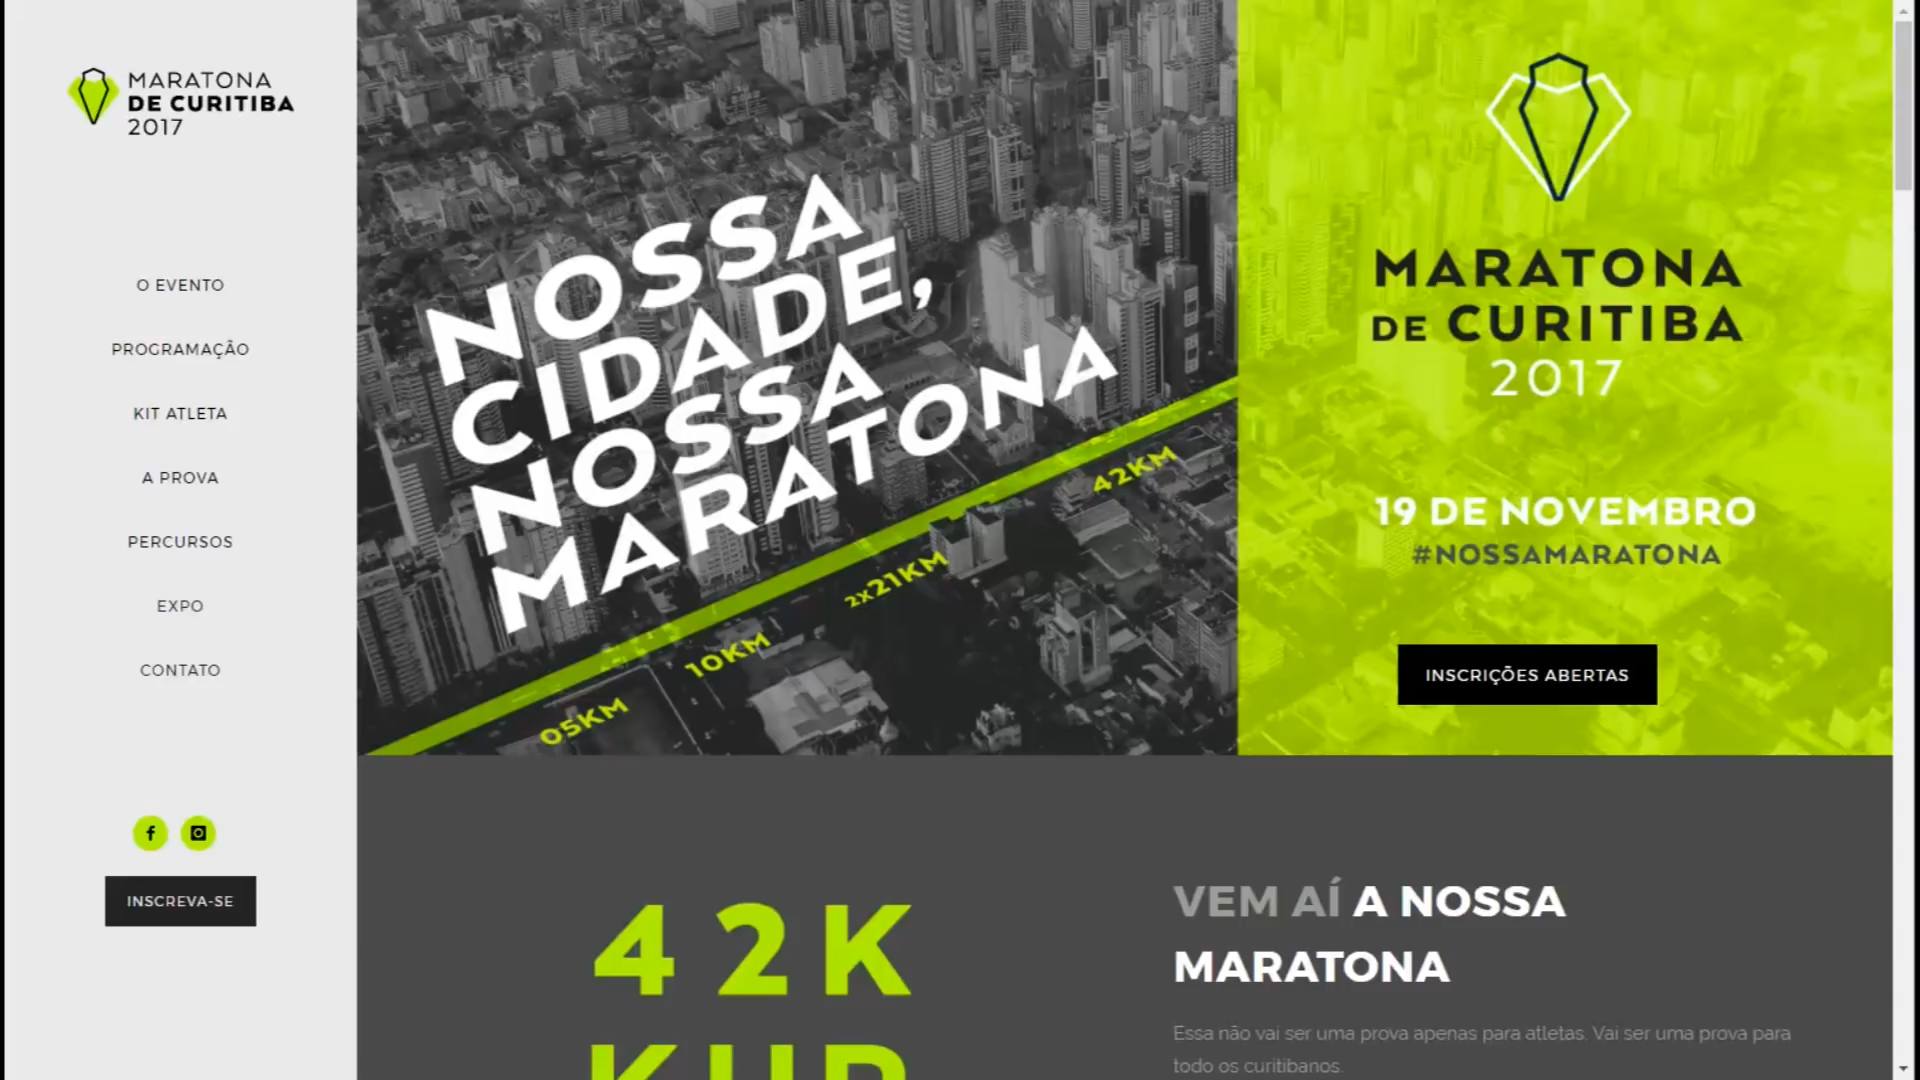 MARATONA
DE CURITIBA
2017
O EVENTO
PROGRAMAÇÃO
KIT ATLETA
A PROVA
PERCURSOS
EXPO
CONTATO
INSCREVA-SE
NOSSA
CIDADE,
NOSSA
MARATONA
05KM
10KM
2x21KM
42KM
MARATONA
DE CURITIBA
2017
19 DE NOVEMBRO
#NOSSAMARATONA
INSCRIÇÕES ABERTAS
42K
VEM AÍ A NOSSA
MARATONA
Essa não vai ser uma prova apenas para atletas. Vai ser uma prova para
todo os curitibanos.